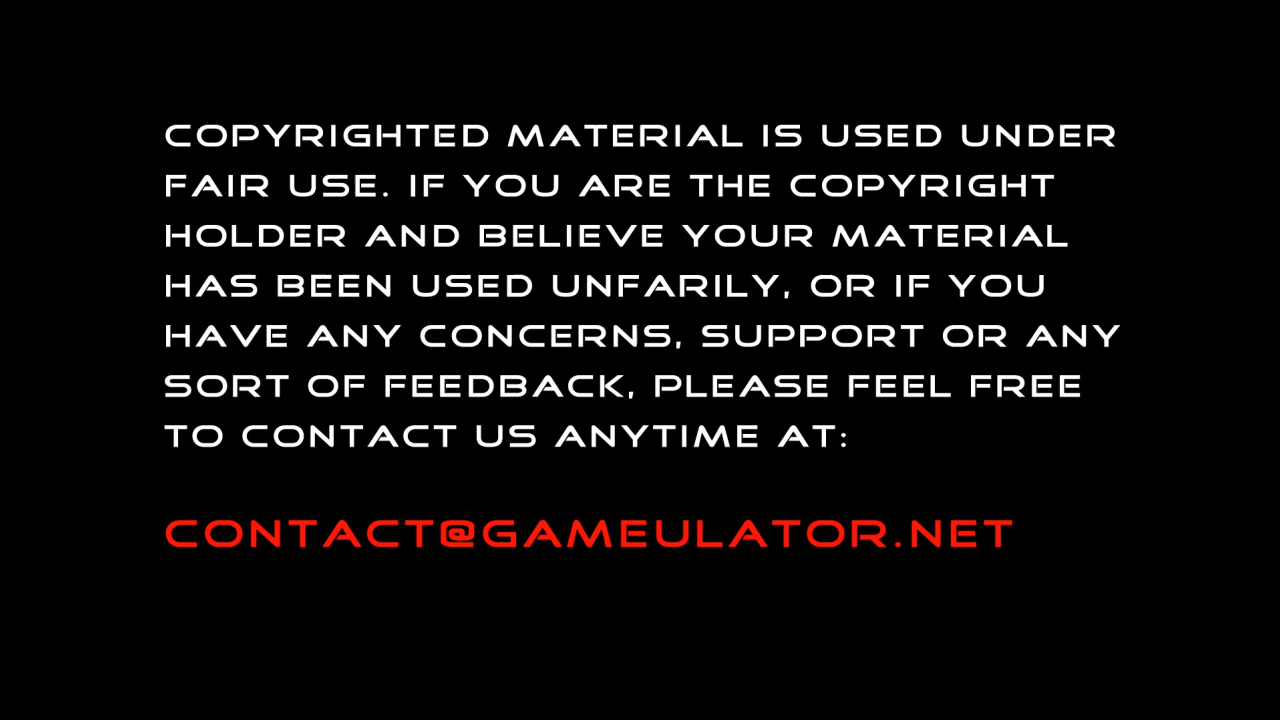 COPYRIGHTED MATERIAL IS USED UNDER
FAIR USE. IF YOU ARE THE COPYRIGHT
HOLDER AND BELIEVE YOUR MATERIAL
HAS BEEN USED UNFARILY, OR IF YOU
HAVE ANY CONCERNS, SUPPORT OR ANY
SORT OF FEEDBACK, PLEASE FEEL FREE
TO CONTACT US ANYTIME AT:
CONTACT@GAMEULATOR.NET